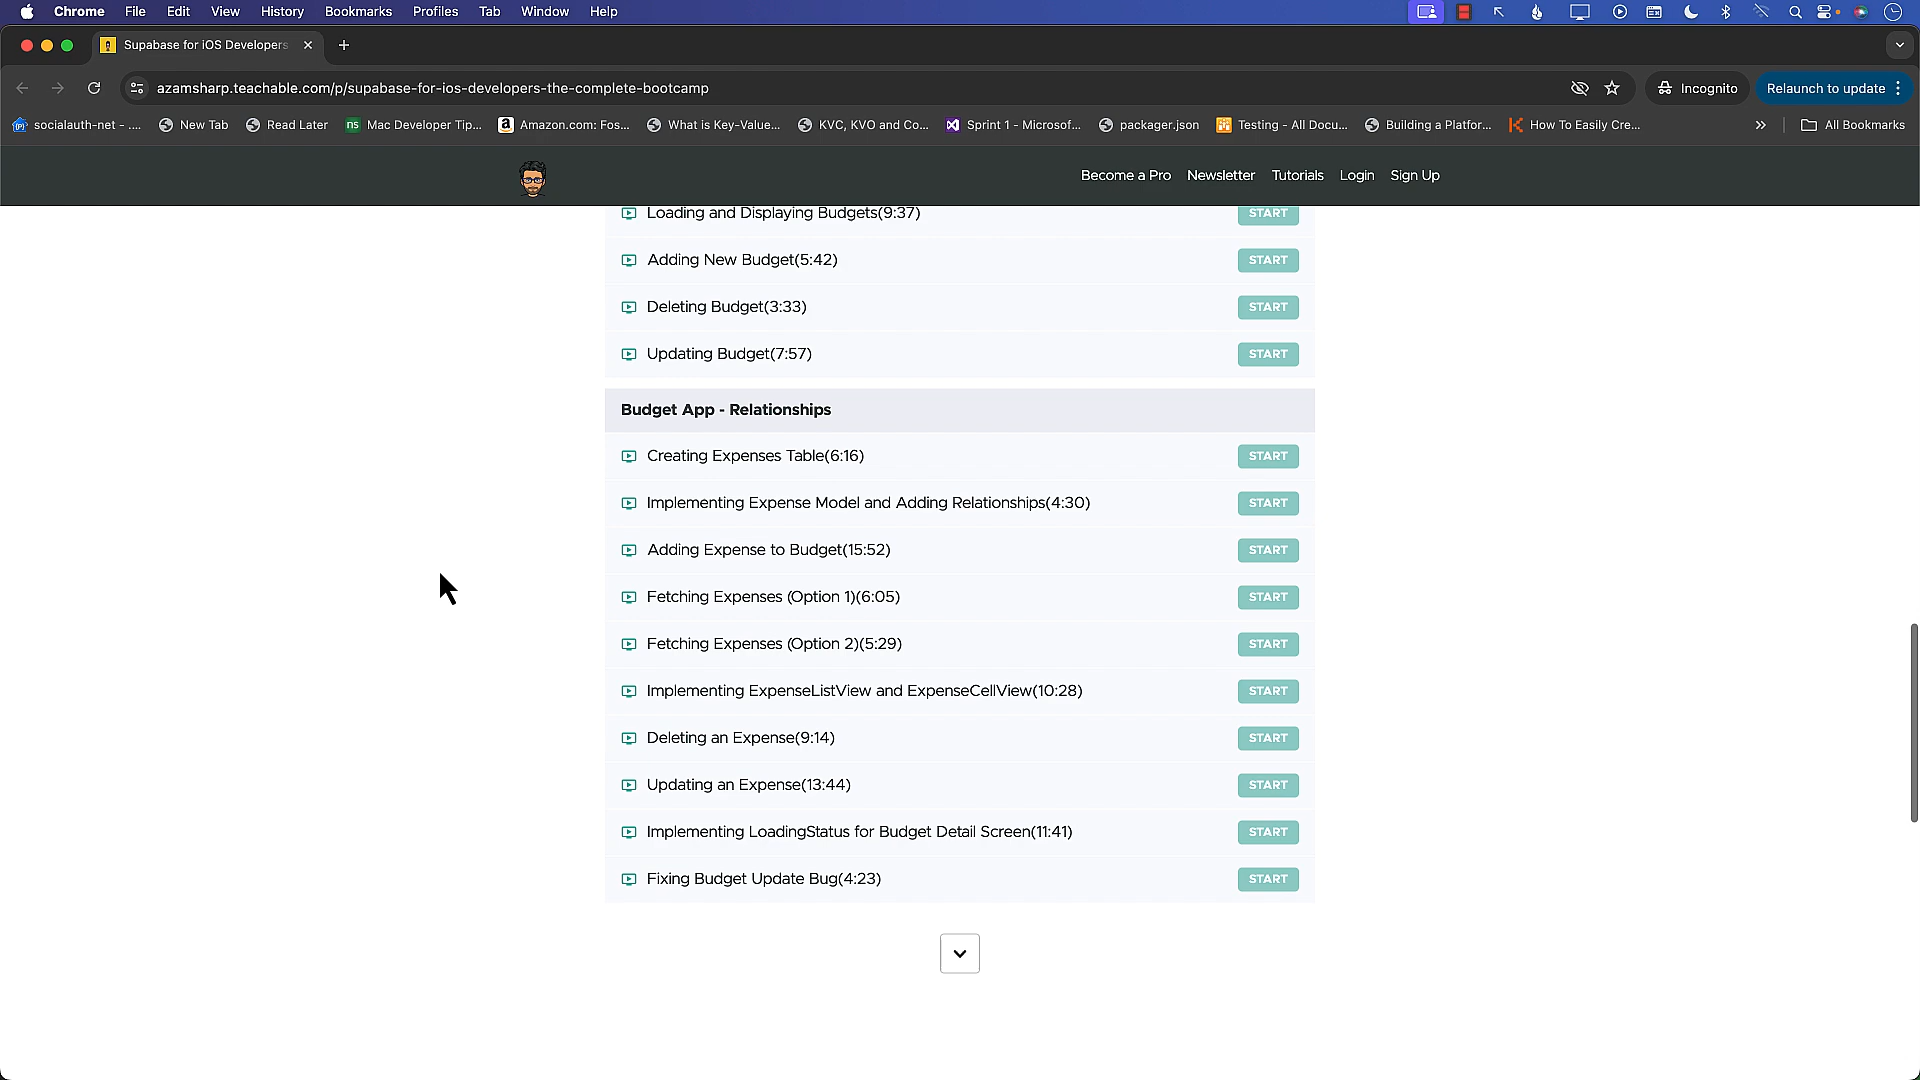 Chrome File Edit View History Bookmarks Profiles Tab Window Help
Supabase for iOS Developers
azamsharp.teachable.com/p/supabase-for-ios-developers-the-complete-bootcamp Incognito Relaunch to update
socialauth-net - .... New Tab Read Later ns Mac Developer Tip... Amazon.com: Fos... What is Key-Value... KVC, KVO and Co... Sprint 1 - Microsof... packager.json Testing - All Docu... Building a Platfor... How To Easily Cre... » All Bookmarks
Become a Pro Newsletter Tutorials Login Sign Up
Loading and Displaying Budgets(9:37) START
Adding New Budget(5:42) START
Deleting Budget(3:33) START
Updating Budget(7:57) START
Budget App - Relationships
Creating Expenses Table(6:16) START
Implementing Expense Model and Adding Relationships(4:30) START
Adding Expense to Budget(15:52) START
Fetching Expenses (Option 1)(6:05) START
Fetching Expenses (Option 2)(5:29) START
Implementing ExpenseListView and ExpenseCellView(10:28) START
Deleting an Expense(9:14) START
Updating an Expense(13:44) START
Implementing LoadingStatus for Budget Detail Screen(11:41) START
Fixing Budget Update Bug(4:23) START